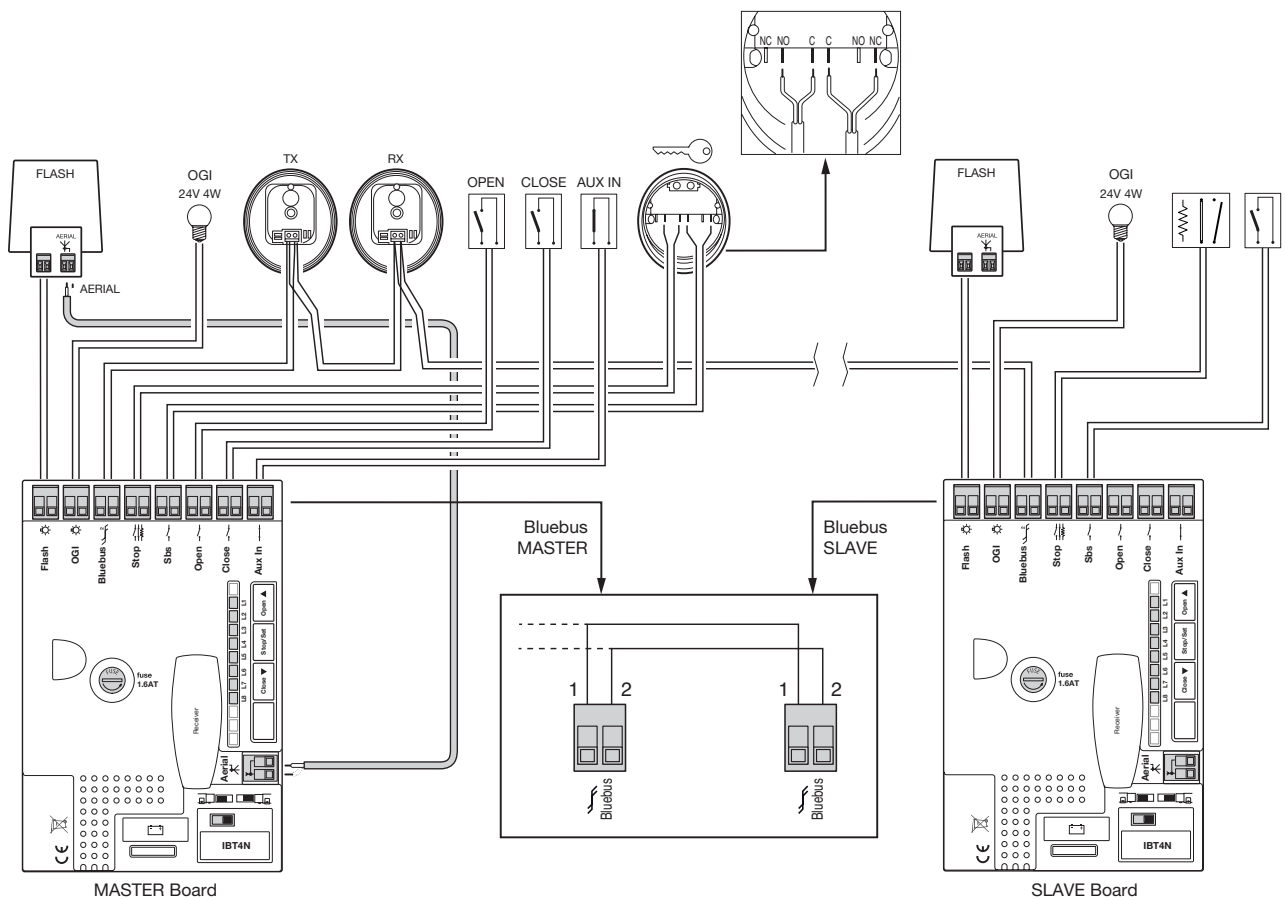 NC NO C C NO NC
FLASH
AERIAL
AERIAL
OGI
24V 4W
TX
RX
OPEN
CLOSE
AUX IN
FLASH
AERIAL
OGI
24V 4W
Flash
OGI
Bluebus
Stop
Sbs
Open
Close
Aux In
L1
L2
L3
L4
L5
L6
L7
L8
Open ▲
Stop/Set
Close ▼
FUSE
fuse
1.6AT
Receiver
Aerial
IBT4N
CE
MASTER Board
Bluebus
MASTER
Bluebus
SLAVE
1 2
1 2
Bluebus
Bluebus
Flash
OGI
Bluebus
Stop
Sbs
Open
Close
Aux In
L1
L2
L3
L4
L5
L6
L7
L8
Open ▲
Stop/Set
Close ▼
FUSE
fuse
1.6AT
Receiver
Aerial
IBT4N
CE
SLAVE Board